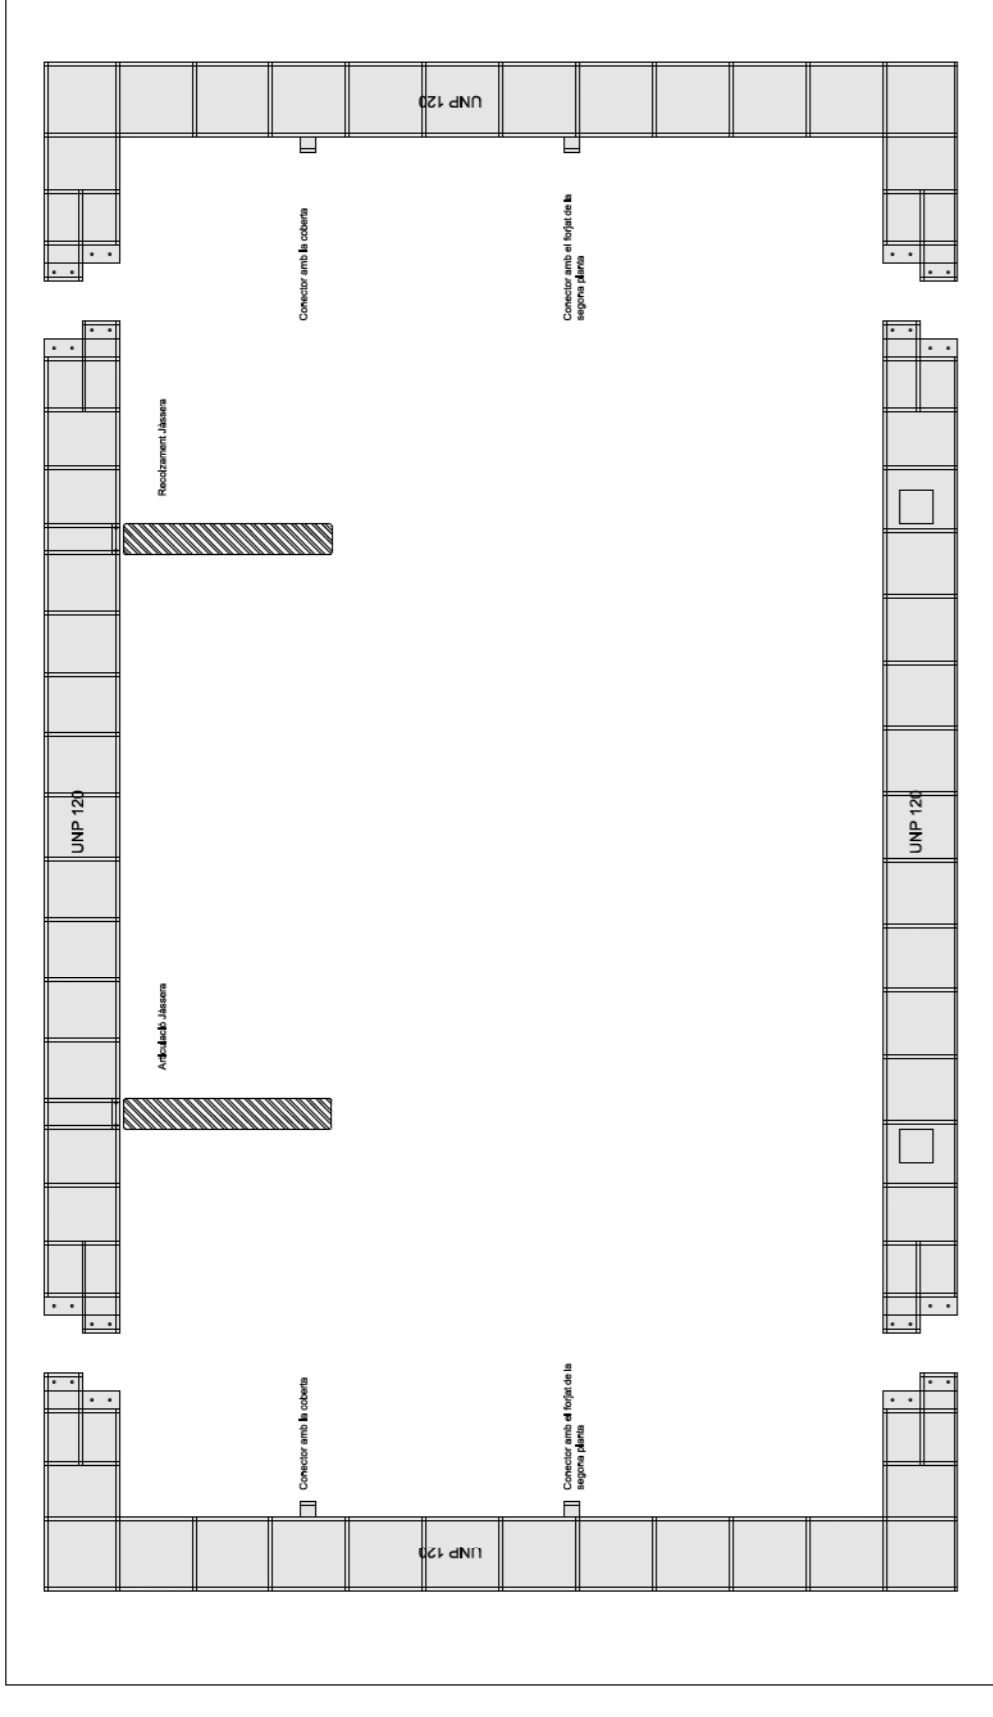 UNP 120
Conector amb la coberta
Conector amb el forjat de la
segona planta
Recolzament Jàssera
UNP 120
UNP 120
Articulació Jàssera
Conector amb la coberta
Conector amb el forjat de la
segona planta
UNP 120